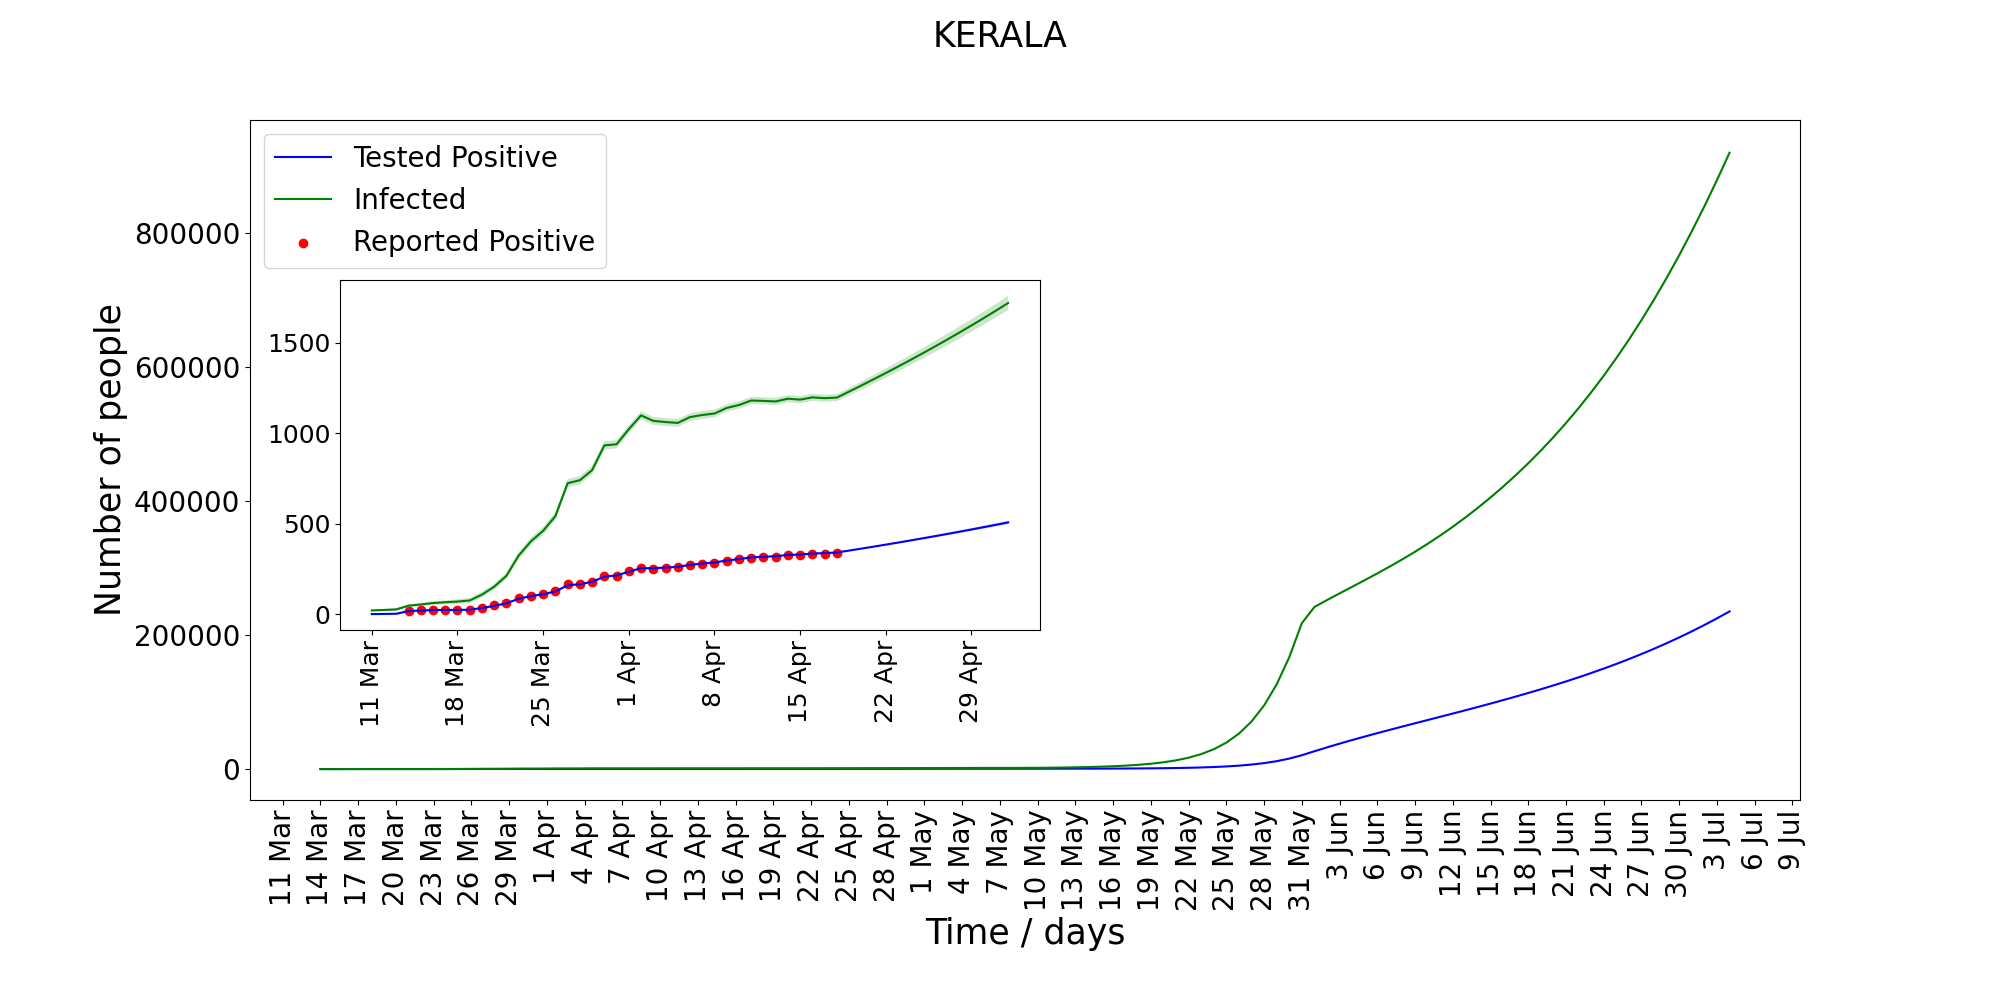 KERALA
Tested Positive
Infected
Reported Positive
Number of people
800000
600000
400000
200000
0
1500
1000
500
0
11 Mar
18 Mar
25 Mar
1 Apr
8 Apr
15 Apr
22 Apr
29 Apr
11 Mar
14 Mar
17 Mar
20 Mar
23 Mar
26 Mar
29 Mar
1 Apr
4 Apr
7 Apr
10 Apr
13 Apr
16 Apr
19 Apr
22 Apr
25 Apr
28 Apr
1 May
4 May
7 May
10 May
13 May
16 May
19 May
22 May
25 May
28 May
31 May
3 Jun
6 Jun
9 Jun
12 Jun
15 Jun
18 Jun
21 Jun
24 Jun
27 Jun
30 Jun
3 Jul
6 Jul
9 Jul
Time / days